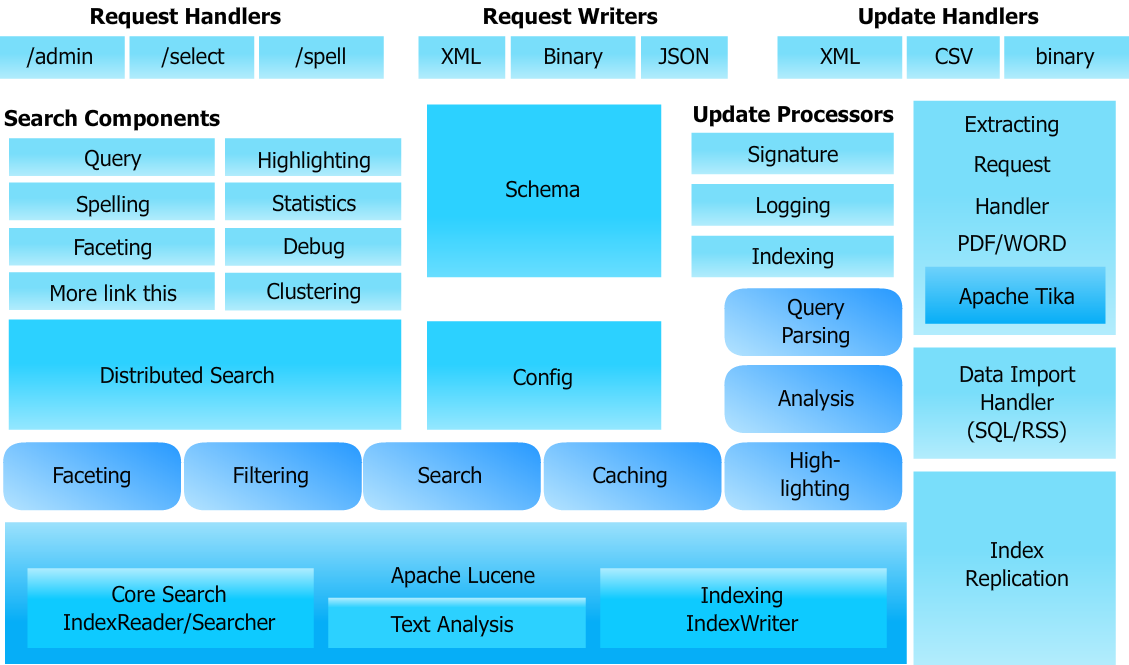 Request Handlers
Request Writers
Update Handlers
/admin
/select
/spell
XML
Binary
JSON
XML
CSV
binary
Search Components
Query
Highlighting
Spelling
Statistics
Faceting
Debug
More link this
Clustering
Distributed Search
Schema
Config
Update Processors
Signature
Logging
Indexing
Query
Parsing
Analysis
Extracting
Request
Handler
PDF/WORD
Apache Tika
Data Import
Handler
(SQL/RSS)
Faceting
Filtering
Search
Caching
High-
lighting
Index
Replication
Apache Lucene
Core Search
IndexReader/Searcher
Text Analysis
Indexing
IndexWriter